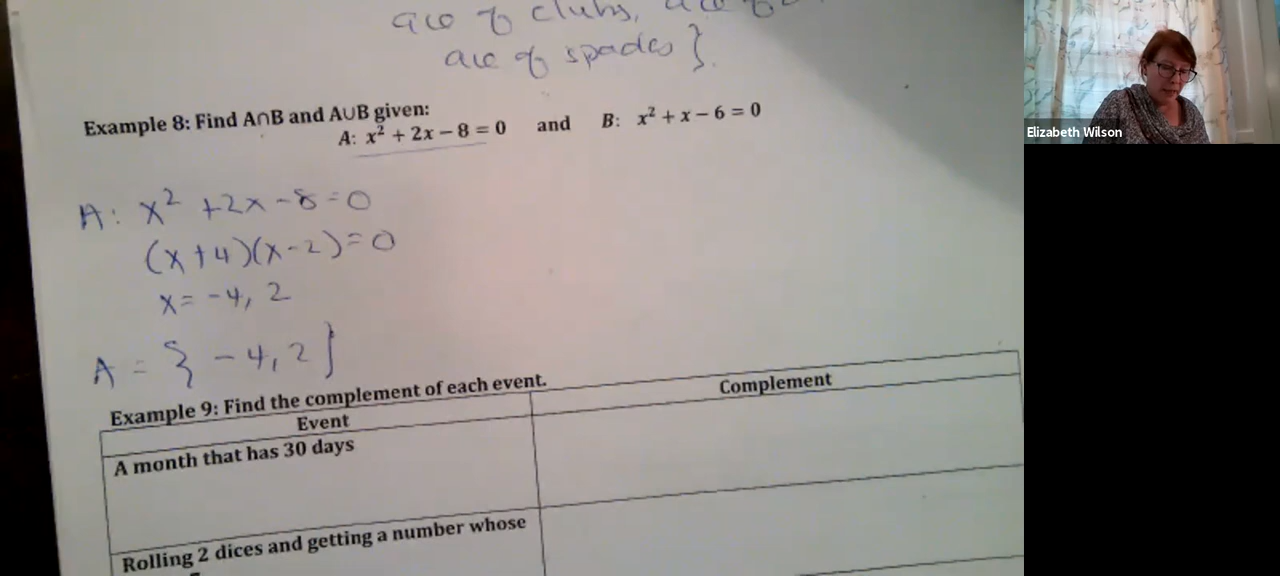 ace of clubs, ace of
ace of spades }.
Example 8: Find A∩B and A∪B given:
A: x² + 2x − 8 = 0 and B: x² + x − 6 = 0
A: x² + 2x − 8 = 0
(x+4)(x−2) = 0
x = −4, 2
A = { −4, 2 }
Example 9: Find the complement of each event.
Event Complement
A month that has 30 days
Rolling 2 dices and getting a number whose
Elizabeth Wilson